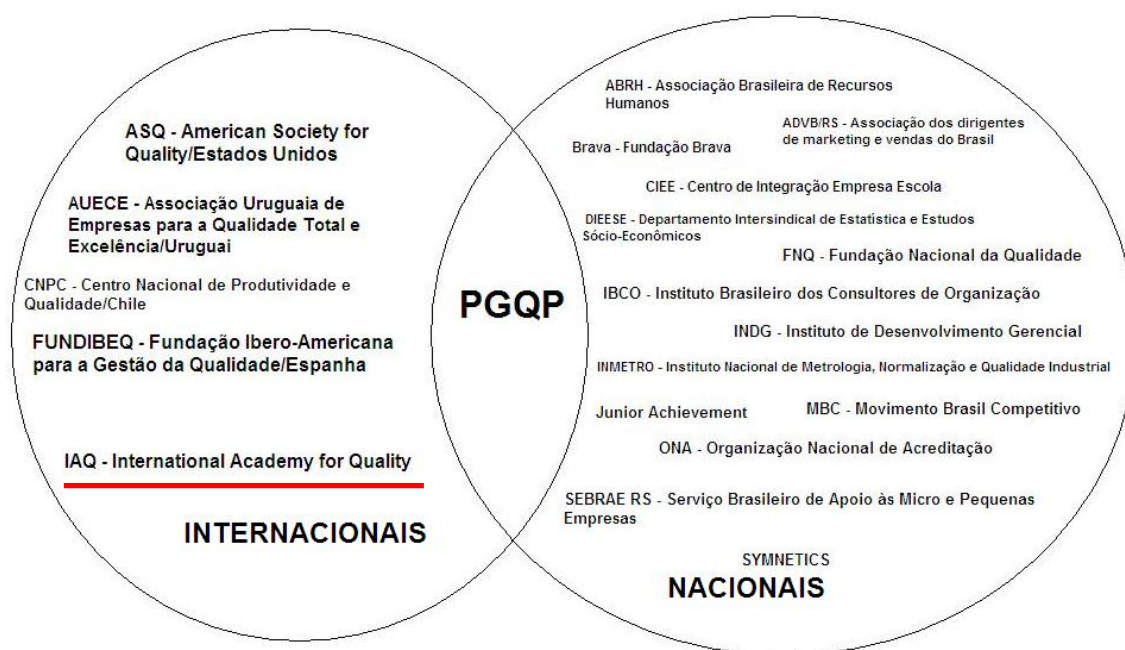 ASQ - American Society for
Quality/Estados Unidos
AUECE - Associação Uruguaia de
Empresas para a Qualidade Total e
Excelência/Uruguai
CNPC - Centro Nacional de Produtividade e
Qualidade/Chile
FUNDIBEQ - Fundação Ibero-Americana
para a Gestão da Qualidade/Espanha
IAQ - International Academy for Quality
INTERNACIONAIS
PGQP
ABRH - Associação Brasileira de Recursos
Humanos
ADVB/RS - Associação dos dirigentes
de marketing e vendas do Brasil
Brava - Fundação Brava
CIEE - Centro de Integração Empresa Escola
DIEESE - Departamento Intersindical de Estatística e Estudos
Sócio-Econômicos
FNQ - Fundação Nacional da Qualidade
IBCO - Instituto Brasileiro dos Consultores de Organização
INDG - Instituto de Desenvolvimento Gerencial
INMETRO - Instituto Nacional de Metrologia, Normalização e Qualidade Industrial
Junior Achievement
MBC - Movimento Brasil Competitivo
ONA - Organização Nacional de Acreditação
SEBRAE RS - Serviço Brasileiro de Apoio às Micro e Pequenas
Empresas
SYMNETICS
NACIONAIS